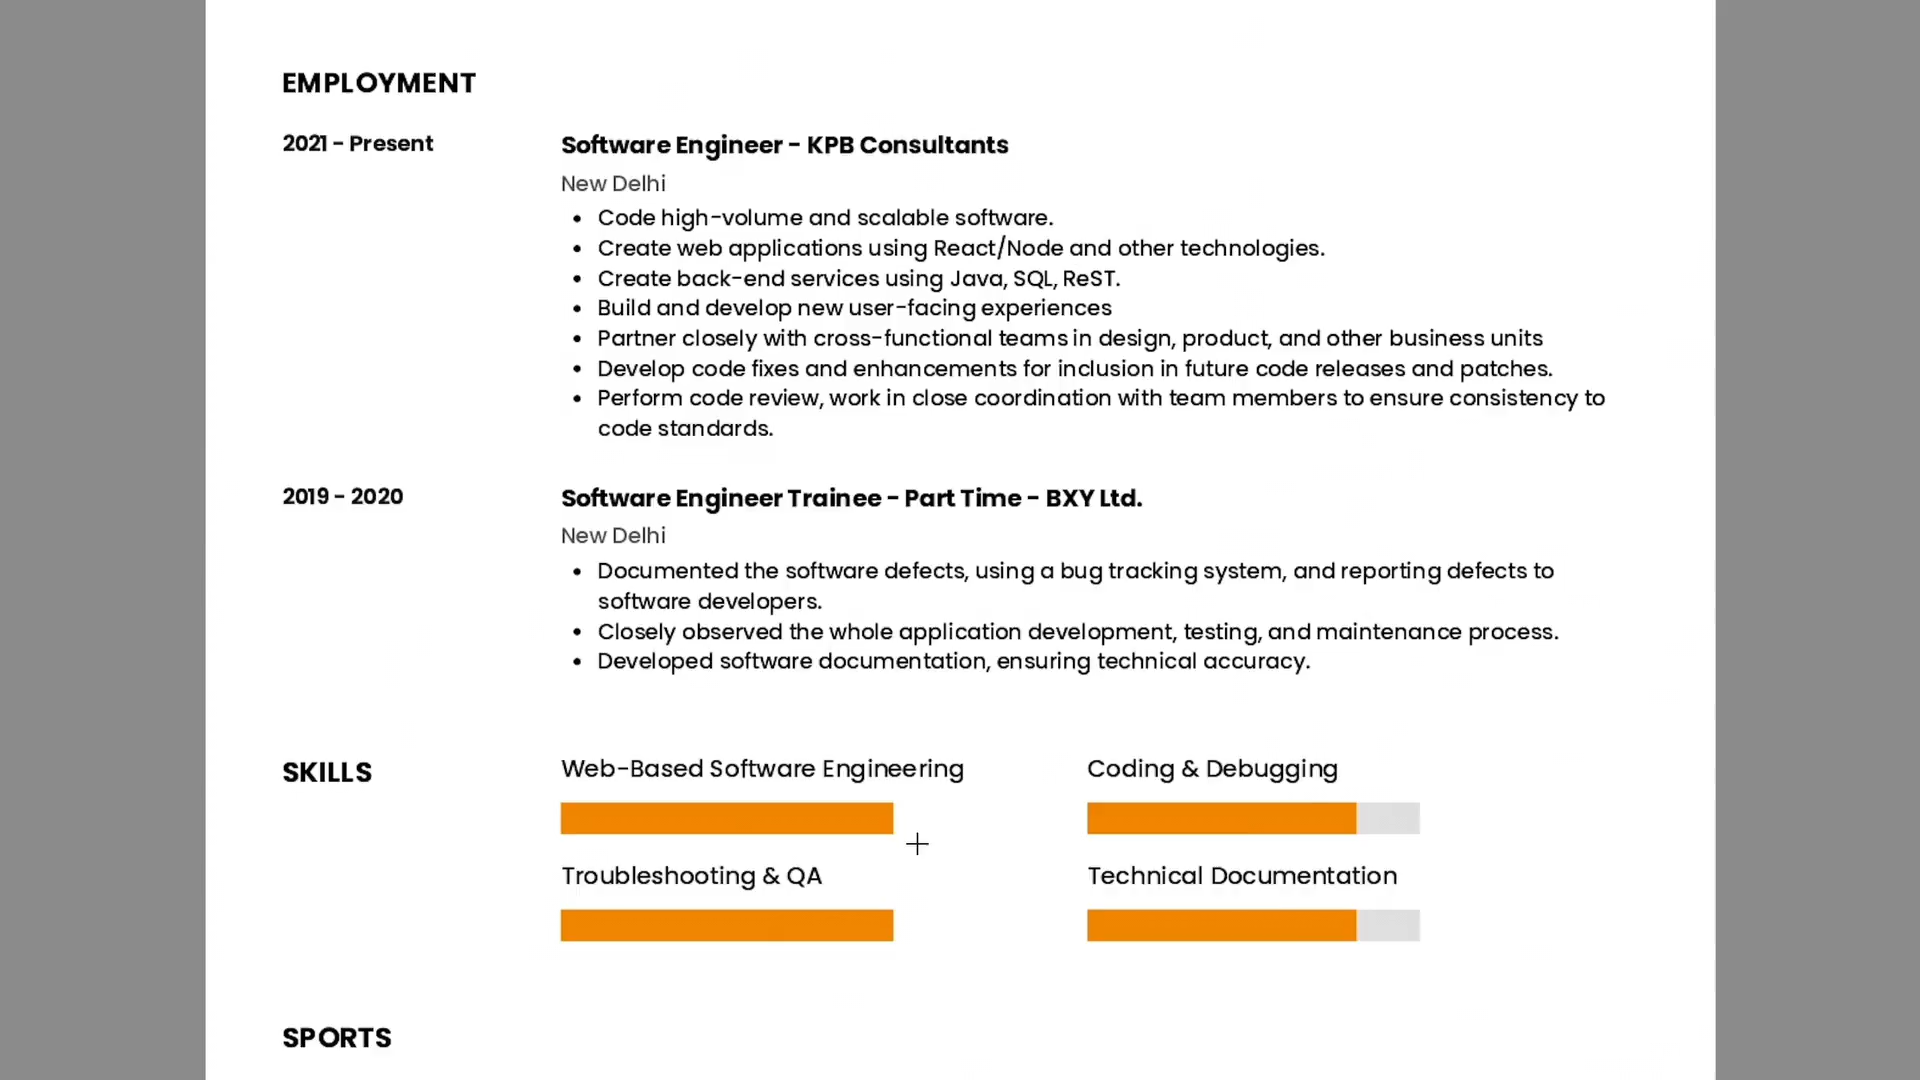 EMPLOYMENT
2021 - Present
Software Engineer - KPB Consultants
New Delhi
• Code high-volume and scalable software.
• Create web applications using React/Node and other technologies.
• Create back-end services using Java, SQL, ReST.
• Build and develop new user-facing experiences
• Partner closely with cross-functional teams in design, product, and other business units
• Develop code fixes and enhancements for inclusion in future code releases and patches.
• Perform code review, work in close coordination with team members to ensure consistency to
code standards.
2019 - 2020
Software Engineer Trainee - Part Time - BXY Ltd.
New Delhi
• Documented the software defects, using a bug tracking system, and reporting defects to
software developers.
• Closely observed the whole application development, testing, and maintenance process.
• Developed software documentation, ensuring technical accuracy.
SKILLS
Web-Based Software Engineering
Coding & Debugging
Troubleshooting & QA
Technical Documentation
SPORTS